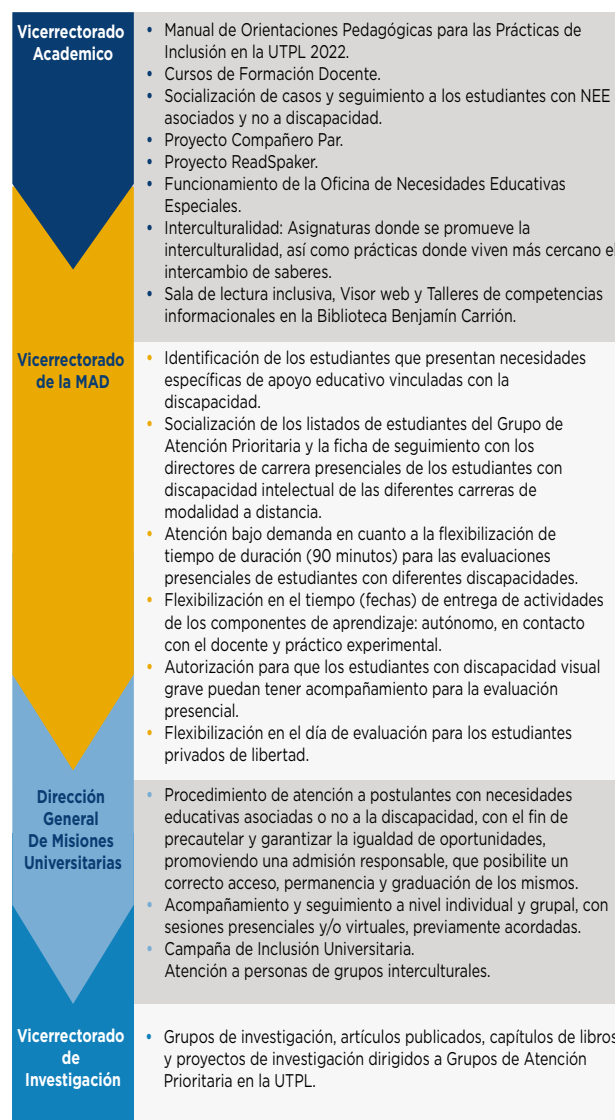 Vicerrectorado
Academico
• Manual de Orientaciones Pedagógicas para las Prácticas de
Inclusión en la UTPL 2022.
• Cursos de Formación Docente.
• Socialización de casos y seguimiento a los estudiantes con NEE
asociados y no a discapacidad.
• Proyecto Compañero Par.
• Proyecto ReadSpaker.
• Funcionamiento de la Oficina de Necesidades Educativas
Especiales.
• Interculturalidad: Asignaturas donde se promueve la
interculturalidad, así como prácticas donde viven más cercano el
intercambio de saberes.
• Sala de lectura inclusiva, Visor web y Talleres de competencias
informacionales en la Biblioteca Benjamín Carrión.
Vicerrectorado
de la MAD
• Identificación de los estudiantes que presentan necesidades
específicas de apoyo educativo vinculadas con la
discapacidad.
• Socialización de los listados de estudiantes del Grupo de
Atención Prioritaria y la ficha de seguimiento con los
directores de carrera presenciales de los estudiantes con
discapacidad intelectual de las diferentes carreras de
modalidad a distancia.
• Atención bajo demanda en cuanto a la flexibilización de
tiempo de duración (90 minutos) para las evaluaciones
presenciales de estudiantes con diferentes discapacidades.
• Flexibilización en el tiempo (fechas) de entrega de actividades
de los componentes de aprendizaje: autónomo, en contacto
con el docente y práctico experimental.
• Autorización para que los estudiantes con discapacidad visual
grave puedan tener acompañamiento para la evaluación
presencial.
• Flexibilización en el día de evaluación para los estudiantes
privados de libertad.
Dirección
General
De Misiones
Universitarias
• Procedimiento de atención a postulantes con necesidades
educativas asociadas o no a la discapacidad, con el fin de
precautelar y garantizar la igualdad de oportunidades,
promoviendo una admisión responsable, que posibilite un
correcto acceso, permanencia y graduación de los mismos.
• Acompañamiento y seguimiento a nivel individual y grupal, con
sesiones presenciales y/o virtuales, previamente acordadas.
• Campaña de Inclusión Universitaria.
Atención a personas de grupos interculturales.
Vicerrectorado
de
Investigación
• Grupos de investigación, artículos publicados, capítulos de libros
y proyectos de investigación dirigidos a Grupos de Atención
Prioritaria en la UTPL.